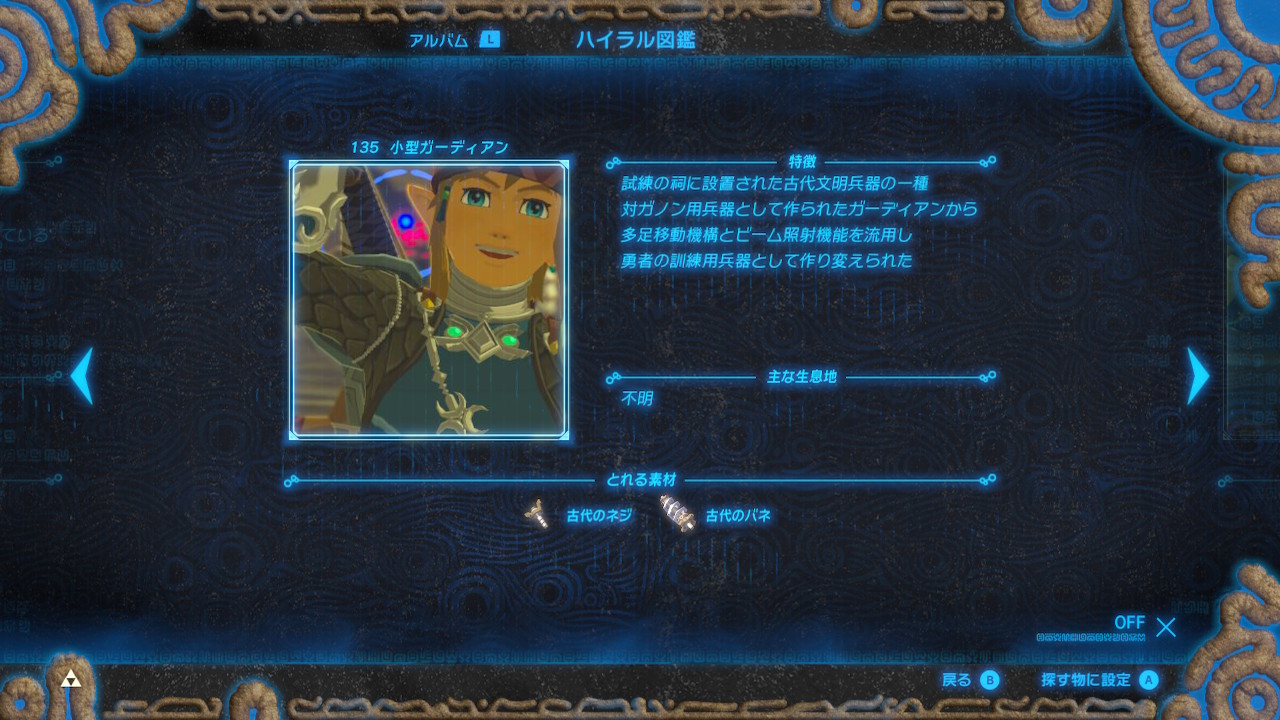 アルバム L
ハイラル図鑑
135 小型ガーディアン
特徴
試練の祠に設置された古代文明兵器の一種
対ガノン用兵器として作られたガーディアンから
多足移動機構とビーム照射機能を流用し
勇者の訓練用兵器として作り変えられた
主な生息地
不明
とれる素材
古代のネジ
古代のバネ
OFF
戻る B
探す物に設定 A